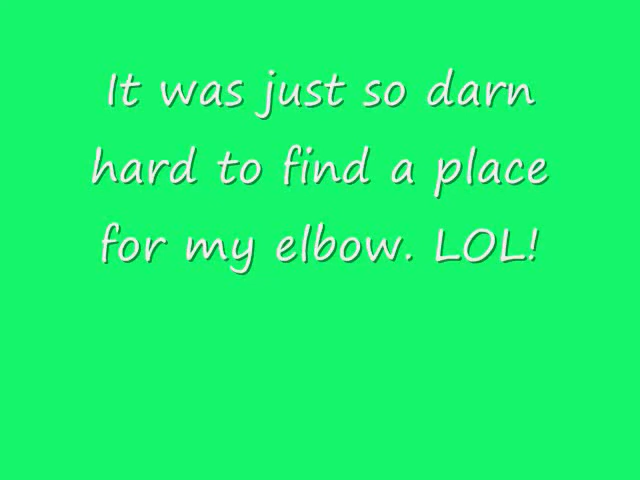 It was just so darn
hard to find a place
for my elbow. LOL!